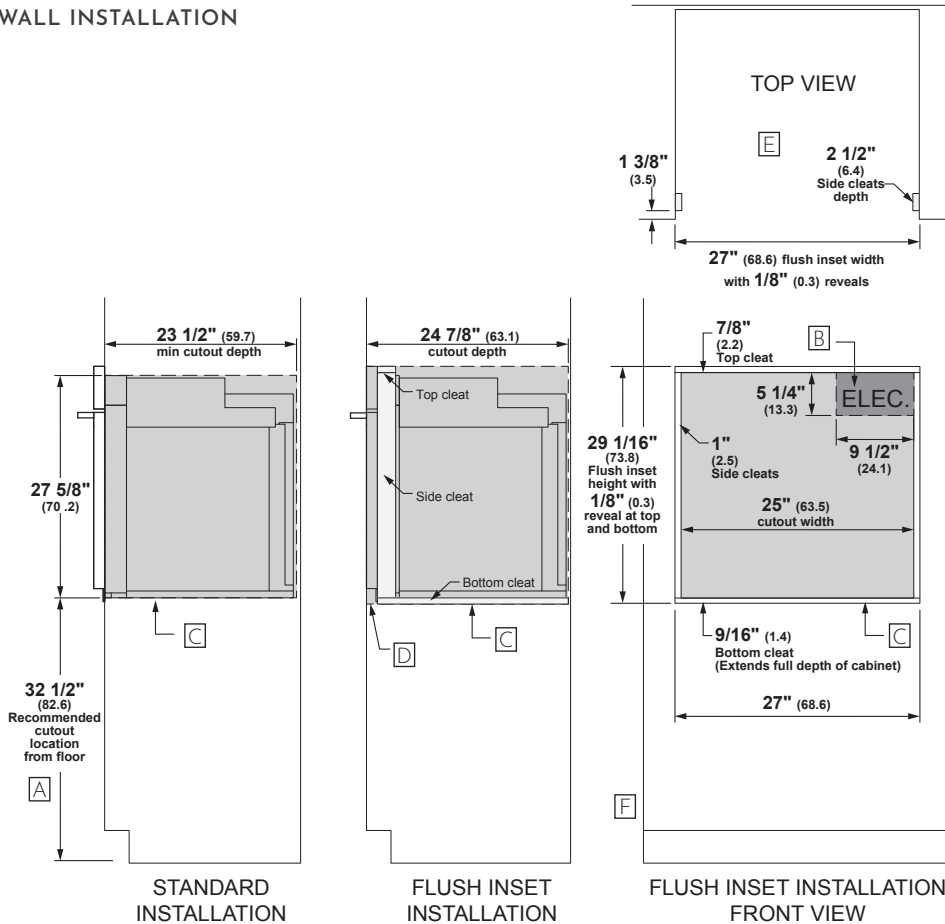 WALL INSTALLATION
TOP VIEW
E
1 3/8"
(3.5)
2 1/2"
(6.4)
Side cleats
depth
27" (68.6) flush inset width
with 1/8" (0.3) reveals
23 1/2" (59.7)
min cutout depth
27 5/8"
(70 .2)
C
32 1/2"
(82.6)
Recommended
cutout
location
from floor
A
STANDARD
INSTALLATION
24 7/8" (63.1)
cutout depth
Top cleat
Side cleat
Bottom cleat
D
C
FLUSH INSET
INSTALLATION
7/8"
(2.2)
Top cleat
B
5 1/4"
(13.3)
ELEC.
9 1/2"
(24.1)
29 1/16"
(73.8)
Flush inset
height with
1/8" (0.3)
reveal at top
and bottom
1"
(2.5)
Side cleats
25" (63.5)
cutout width
9/16" (1.4)
Bottom cleat
(Extends full depth of cabinet)
C
27" (68.6)
F
FLUSH INSET INSTALLATION
FRONT VIEW